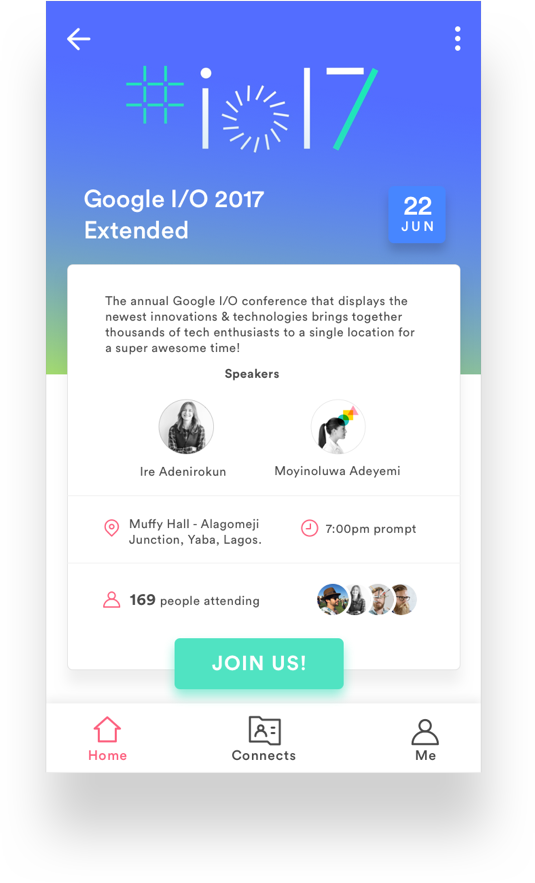 #io17
Google I/O 2017
Extended
22
JUN
The annual Google I/O conference that displays the
newest innovations & technologies brings together
thousands of tech enthusiasts to a single location for
a super awesome time!
Speakers
Ire Adenirokun
Moyinoluwa Adeyemi
Muffy Hall - Alagomeji
Junction, Yaba, Lagos.
7:00pm prompt
169 people attending
JOIN US!
Home
Connects
Me